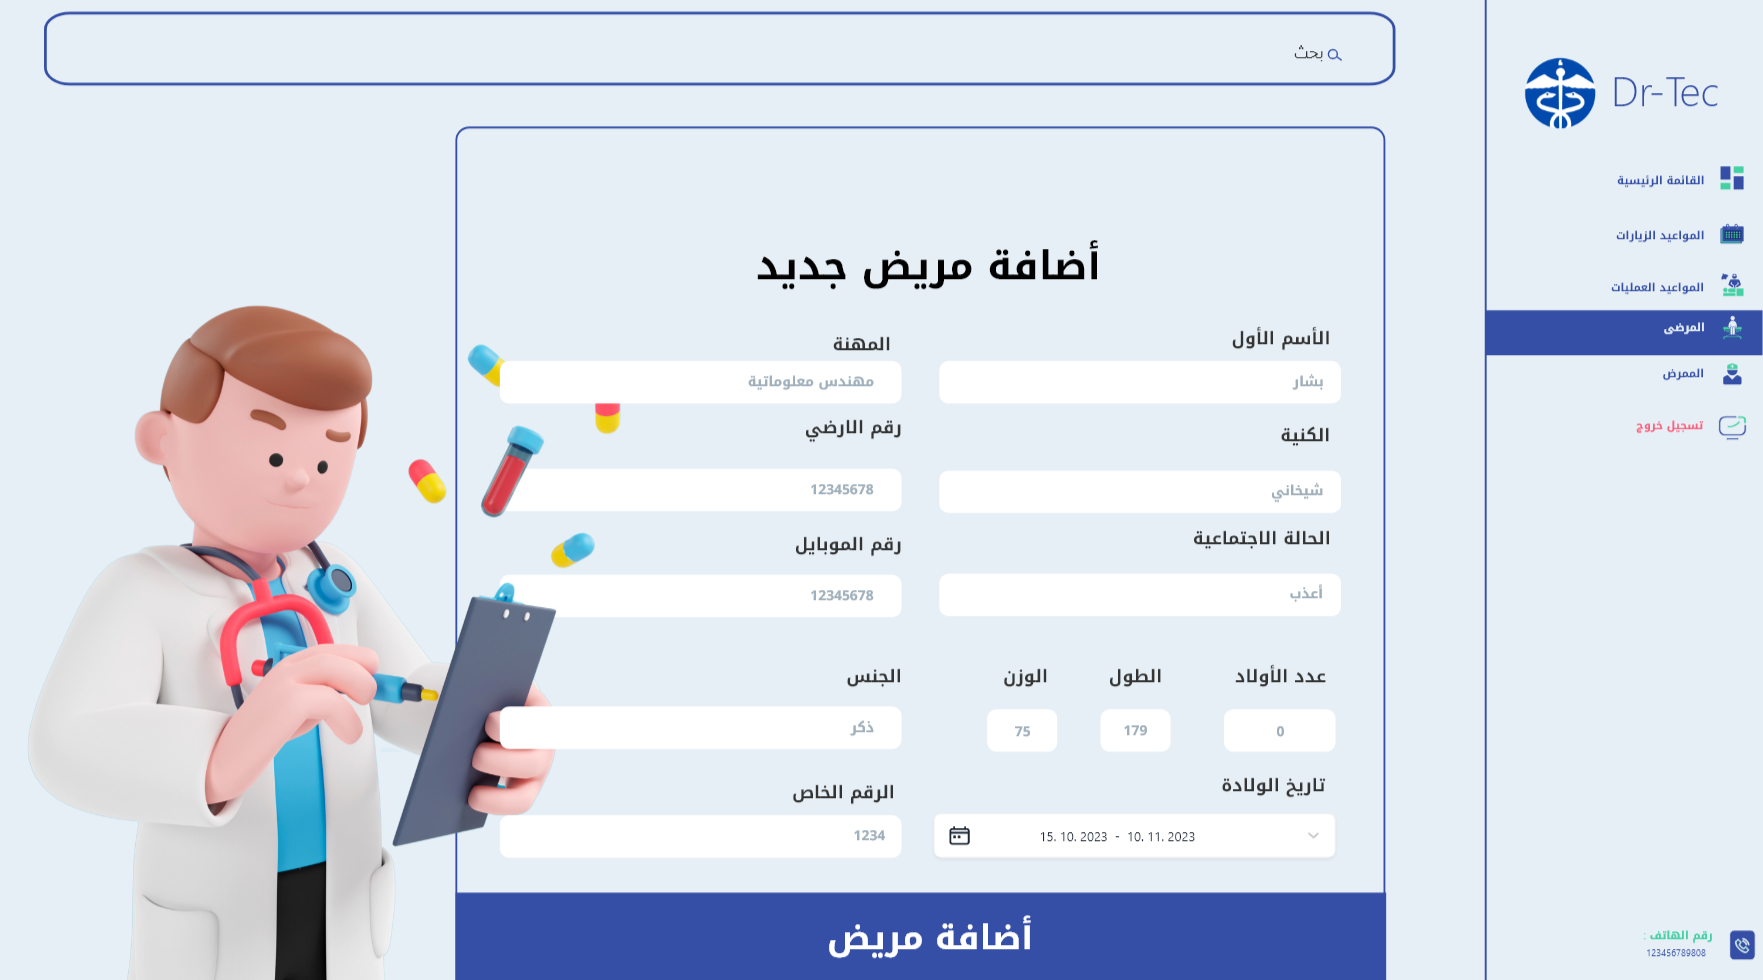 بحث
Dr-Tec
القائمة الرئيسية
المواعيد الزيارات
المواعيد العمليات
المرضى
الممرض
تسجيل خروج
أضافة مريض جديد
الأسم الأول
بشار
المهنة
مهندس معلوماتية
الكنية
شيخاني
رقم الارضي
12345678
الحالة الاجتماعية
أعذب
رقم الموبايل
12345678
عدد الأولاد
0
الطول
179
الوزن
75
الجنس
ذكر
تاريخ الولادة
15. 10. 2023 - 10. 11. 2023
الرقم الخاص
1234
أضافة مريض
رقم الهاتف :
123456789808